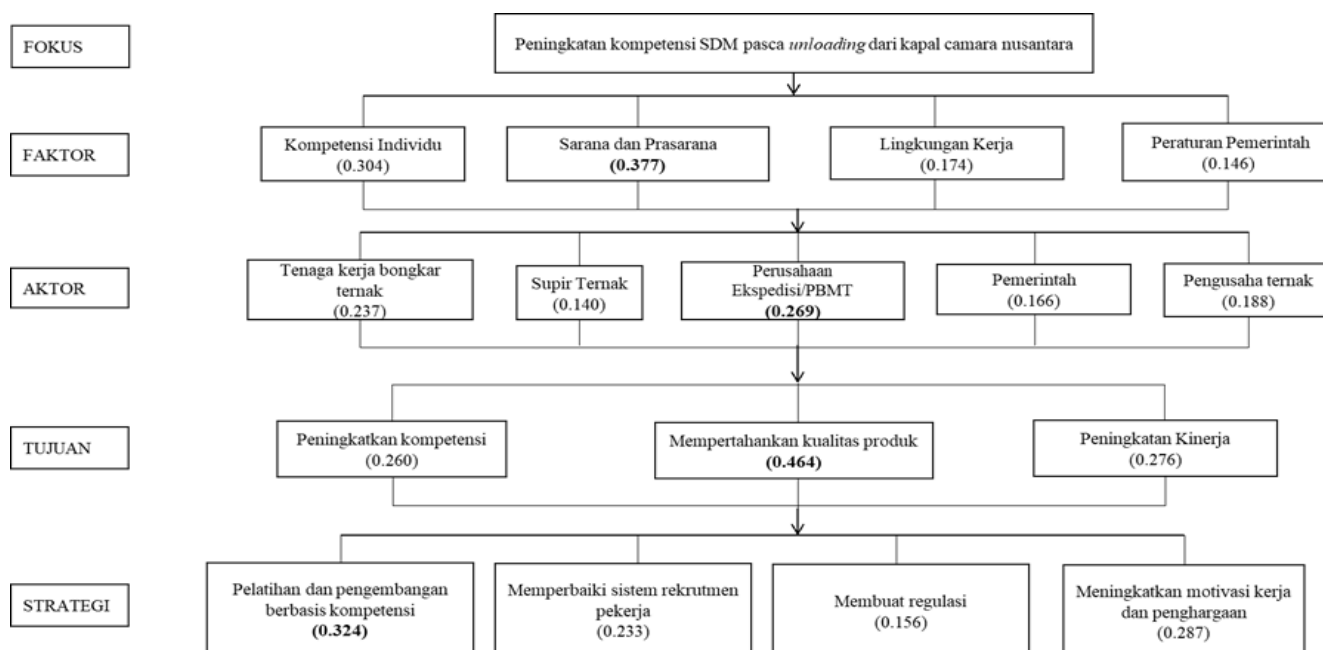 FOKUS
Peningkatan kompetensi SDM pasca unloading dari kapal camara nusantara
FAKTOR
Kompetensi Individu
(0.304)
Sarana dan Prasarana
(0.377)
Lingkungan Kerja
(0.174)
Peraturan Pemerintah
(0.146)
AKTOR
Tenaga kerja bongkar
ternak
(0.237)
Supir Ternak
(0.140)
Perusahaan
Ekspedisi/PBMT
(0.269)
Pemerintah
(0.166)
Pengusaha ternak
(0.188)
TUJUAN
Peningkatkan kompetensi
(0.260)
Mempertahankan kualitas produk
(0.464)
Peningkatan Kinerja
(0.276)
STRATEGI
Pelatihan dan pengembangan
berbasis kompetensi
(0.324)
Memperbaiki sistem rekrutmen
pekerja
(0.233)
Membuat regulasi
(0.156)
Meningkatkan motivasi kerja
dan penghargaan
(0.287)